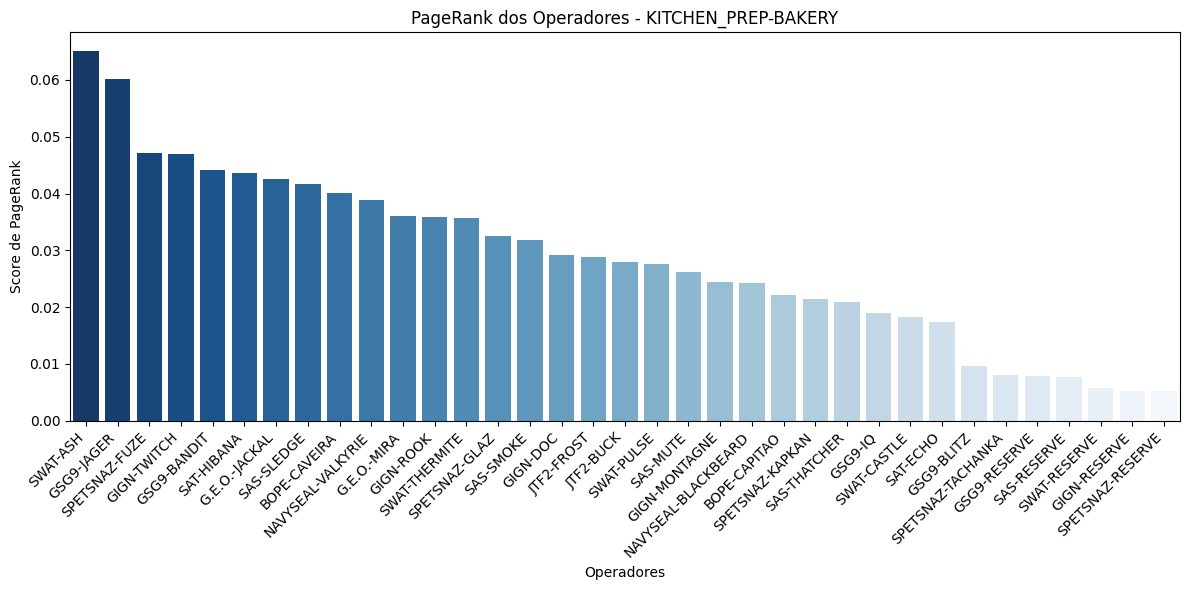 PageRank dos Operadores - KITCHEN_PREP-BAKERY
Score de PageRank
0.06
0.05
0.04
0.03
0.02
0.01
0.00
SWAT-ASH
GSG9-JAGER
SPETSNAZ-FUZE
GIGN-TWITCH
GSG9-BANDIT
SAT-HIBANA
G.E.O.-JACKAL
SAS-SLEDGE
BOPE-CAVEIRA
NAVYSEAL-VALKYRIE
G.E.O.-MIRA
GIGN-ROOK
SWAT-THERMITE
SPETSNAZ-GLAZ
SAS-SMOKE
GIGN-DOC
JTF2-FROST
JTF2-BUCK
SWAT-PULSE
SAS-MUTE
GIGN-MONTAGNE
NAVYSEAL-BLACKBEARD
BOPE-CAPITAO
SPETSNAZ-KAPKAN
SAS-THATCHER
GSG9-IQ
SWAT-CASTLE
SAT-ECHO
GSG9-BLITZ
SPETSNAZ-TACHANKA
GSG9-RESERVE
SAS-RESERVE
SWAT-RESERVE
GIGN-RESERVE
SPETSNAZ-RESERVE
Operadores